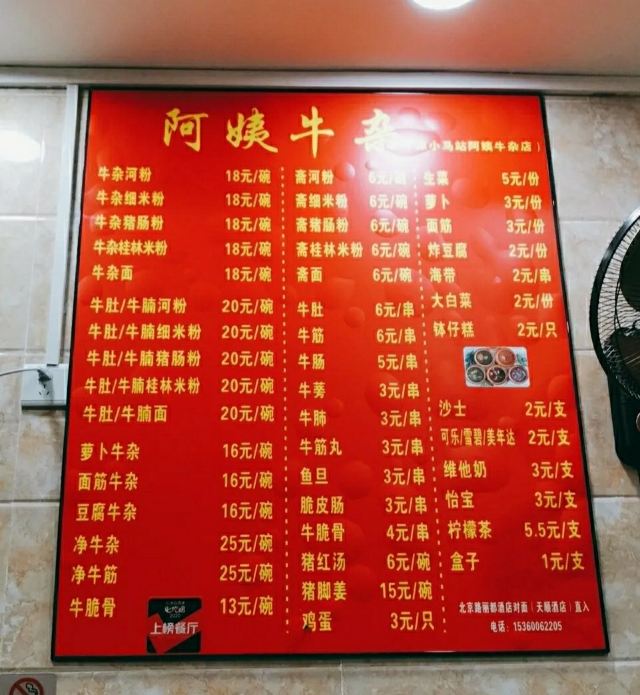 阿姨牛杂
小马站阿姨牛杂店）
牛杂河粉 18元/碗
牛杂细米粉 18元/碗
牛杂猪肠粉 18元/碗
牛杂桂林米粉 18元/碗
牛杂面 18元/碗
牛肚/牛腩河粉 20元/碗
牛肚/牛腩细米粉 20元/碗
牛肚/牛腩猪肠粉 20元/碗
牛肚/牛腩桂林米粉 20元/碗
牛肚/牛腩面 20元/碗
萝卜牛杂 16元/碗
面筋牛杂 16元/碗
豆腐牛杂 16元/碗
净牛杂 25元/碗
净牛筋 25元/碗
牛脆骨 13元/碗
上榜餐厅
斋河粉 6元/碗
斋细米粉 6元/碗
斋猪肠粉 6元/碗
斋桂林米粉 6元/碗
斋面 6元/碗
牛肚 6元/串
牛筋 6元/串
牛肠 5元/串
牛蒡 3元/串
牛肺 3元/串
牛筋丸 3元/串
鱼旦 3元/串
脆皮肠 3元/串
牛脆骨 4元/串
猪红汤 6元/碗
猪脚姜 15元/碗
鸡蛋 3元/只
生菜 5元/份
萝卜 3元/份
面筋 3元/份
炸豆腐 2元/份
海带 2元/串
大白菜 2元/份
钵仔糕 2元/只
沙士 2元/支
可乐/雪碧/美年达 2元/支
维他奶 3元/支
怡宝 3元/支
柠檬茶 5.5元/支
盒子 1元/支
北京路丽都酒店对面（天顺酒店）直入
电话：15360062205